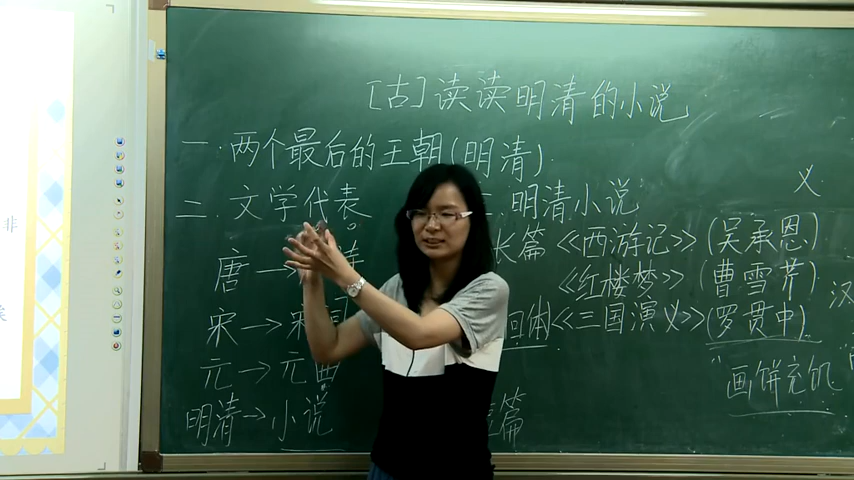 [古]读读明清的小说
一.两个最后的王朝(明清)
二.文学代表
唐→
宋→宋
元→元曲
明清→小说
明清小说
长篇《西游记》(吴承恩)
《红楼梦》(曹雪芹)
回体《三国演义》(罗贯中)
篇
义
汉
"画饼充饥
非